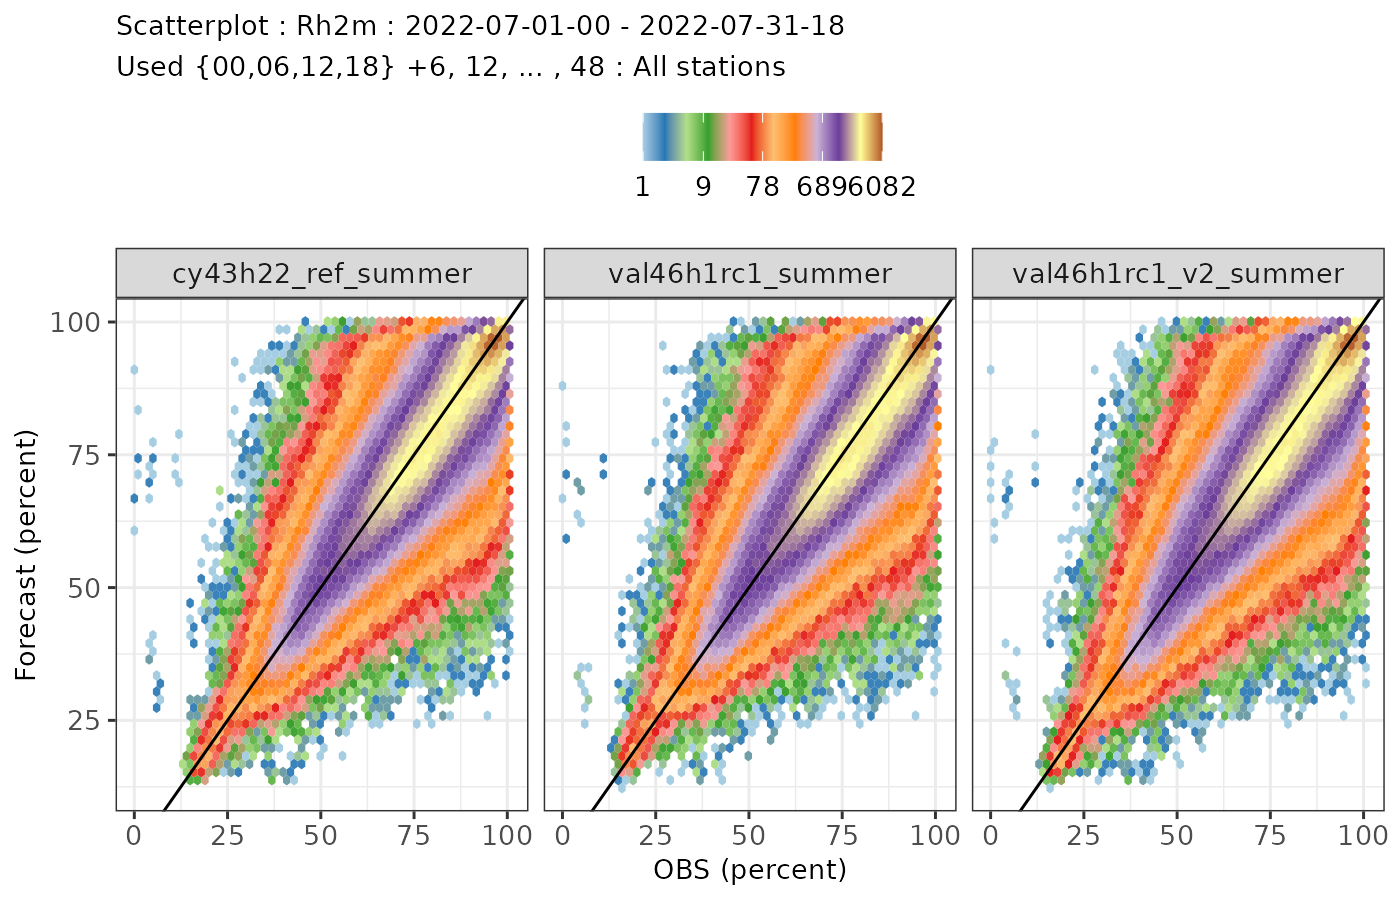 Scatterplot : Rh2m : 2022-07-01-00 - 2022-07-31-18
Used {00,06,12,18} +6, 12, ... , 48 : All stations
1 9 78 689 6082
cy43h22_ref_summer val46h1rc1_summer val46h1rc1_v2_summer
Forecast (percent)
100
75
50
25
0 25 50 75 100 0 25 50 75 100 0 25 50 75 100
OBS (percent)